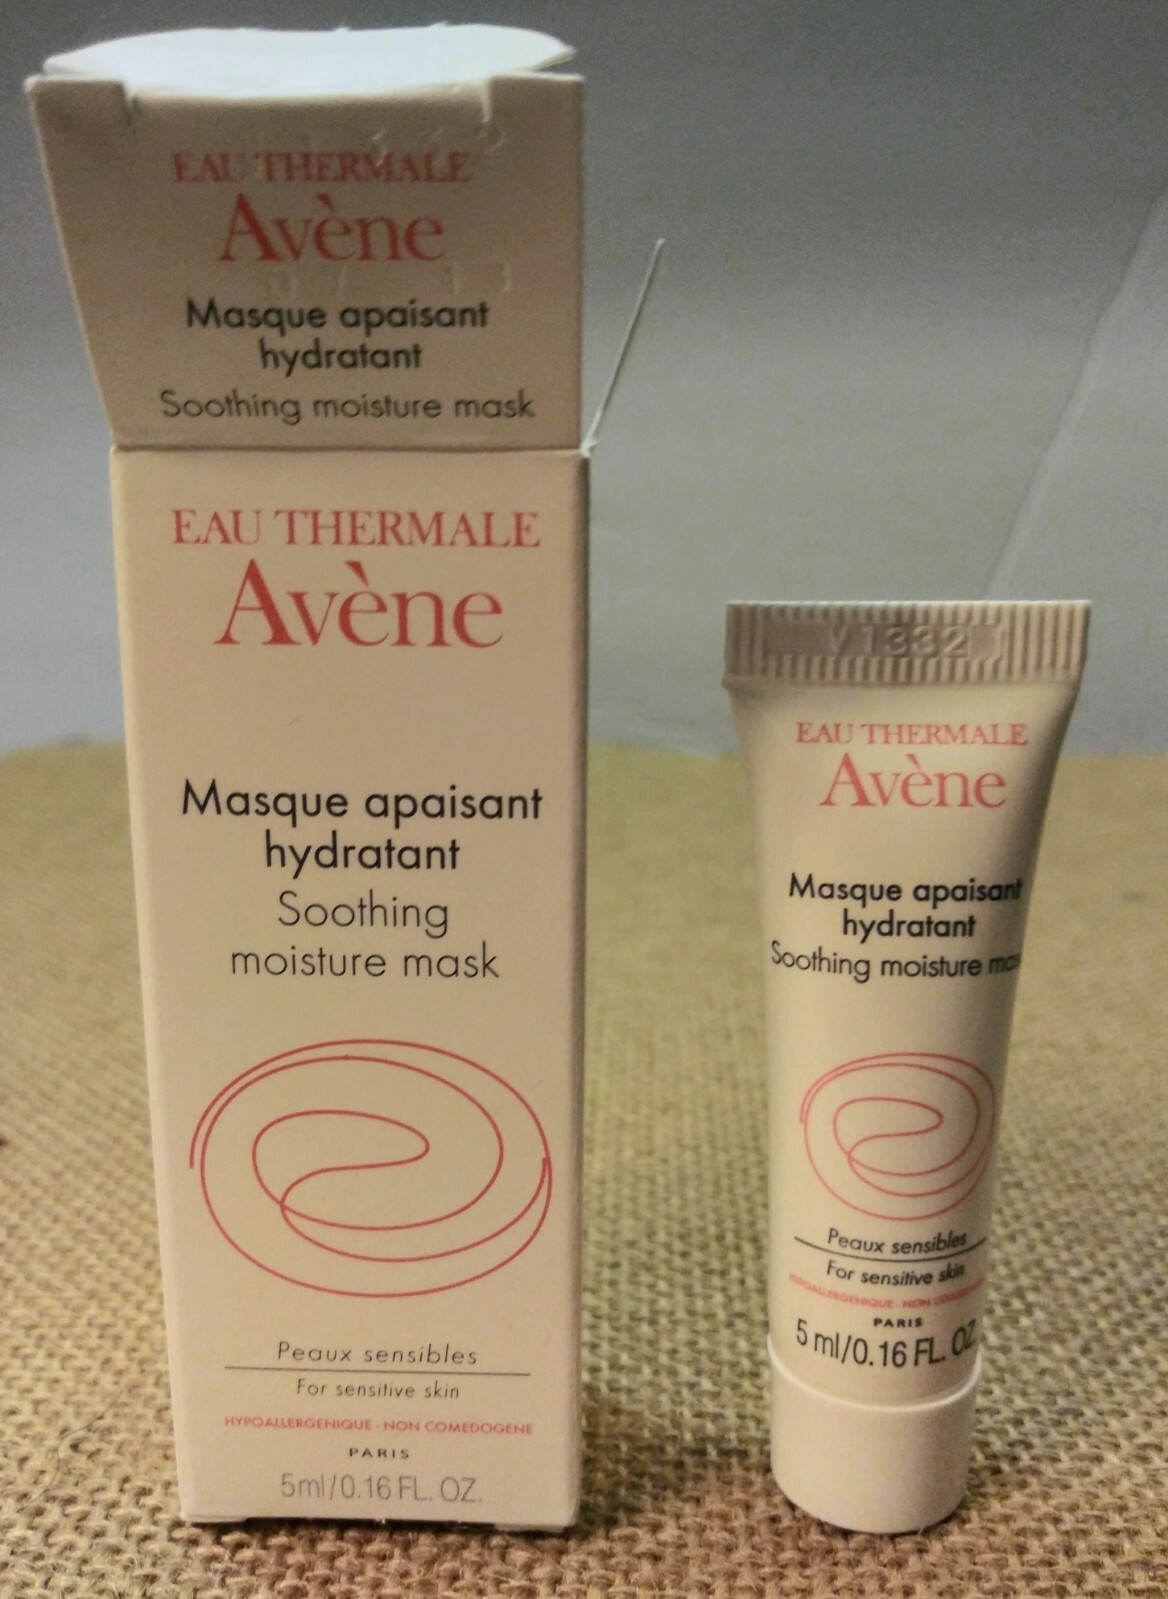 EAU THERMALE
Avène
Masque apaisant
hydratant
Soothing moisture mask
EAU THERMALE
Avène
Masque apaisant
hydratant
Soothing
moisture mask
Peaux sensibles
For sensitive skin
HYPOALLERGENIQUE - NON COMEDOGENE
PARIS
5ml/0.16 FL. OZ.
V1332
EAU THERMALE
Avène
Masque apaisant
hydratant
Soothing moisture mas
Peaux sensibles
For sensitive skin
PARIS
5 ml/0.16 FL. OZ